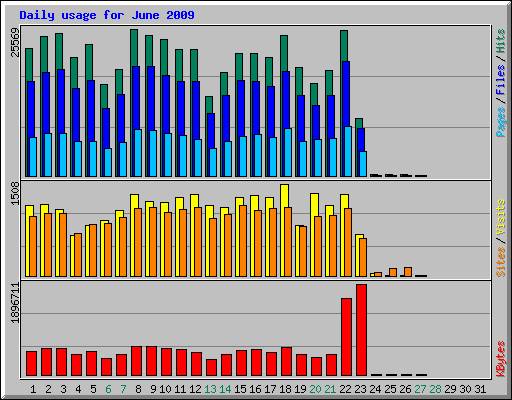 Daily usage for June 2009
25569
Pages / Files / Hits
1508
Sites / Visits
1896711
KBytes
1 2 3 4 5 6 7 8 9 10 11 12 13 14 15 16 17 18 19 20 21 22 23 24 25 26 27 28 29 30 31